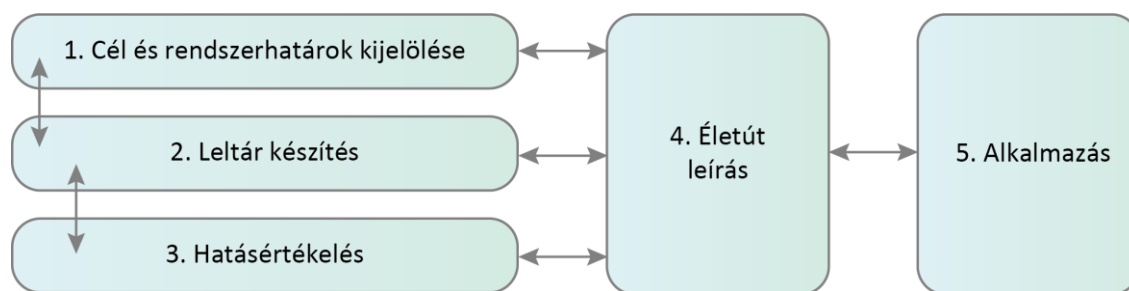 1. Cél és rendszerhatárok kijelölése
2. Leltár készítés
3. Hatásértékelés
4. Életút
leírás
5. Alkalmazás